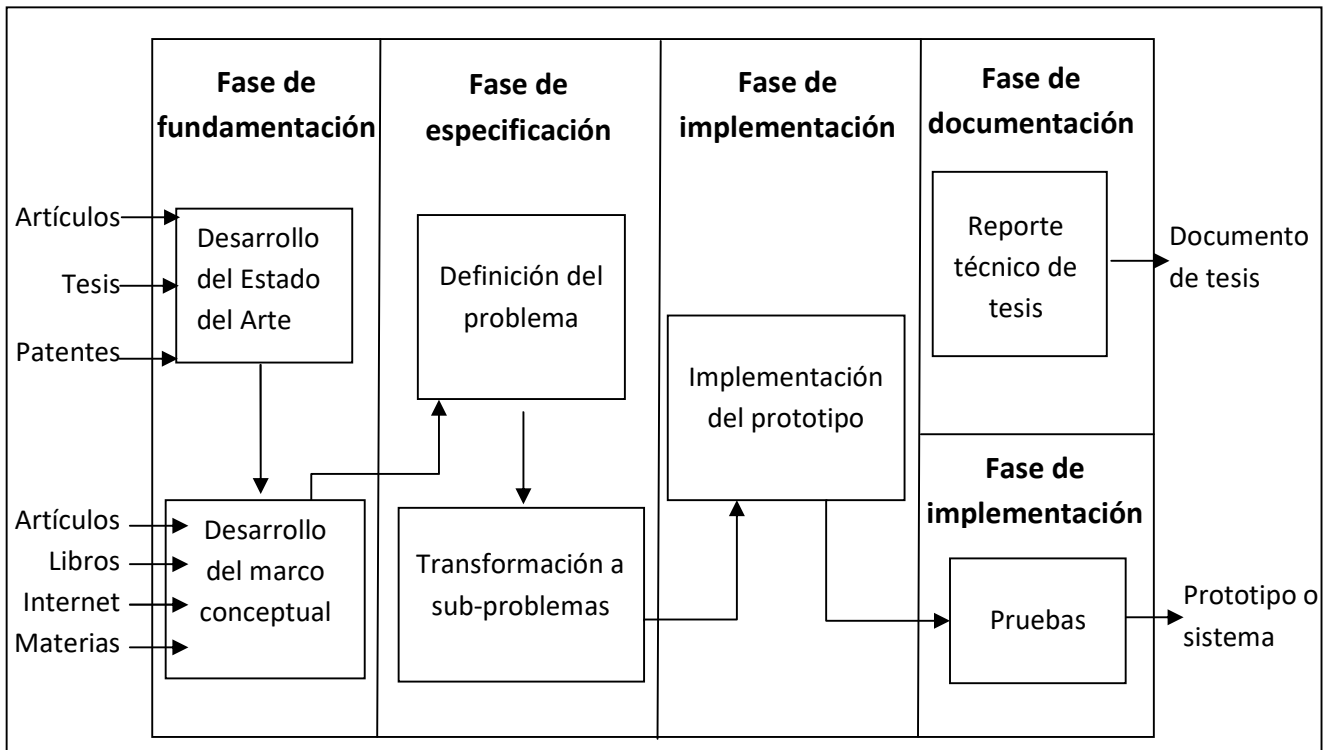 Fase de
fundamentación
Artículos
Tesis
Patentes
Desarrollo
del Estado
del Arte
Artículos
Libros
Internet
Materias
Desarrollo
del marco
conceptual
Fase de
especificación
Definición del
problema
Transformación a
sub-problemas
Fase de
implementación
Implementación
del prototipo
Fase de
documentación
Reporte
técnico de
tesis
Documento
de tesis
Fase de
implementación
Pruebas
Prototipo o
sistema